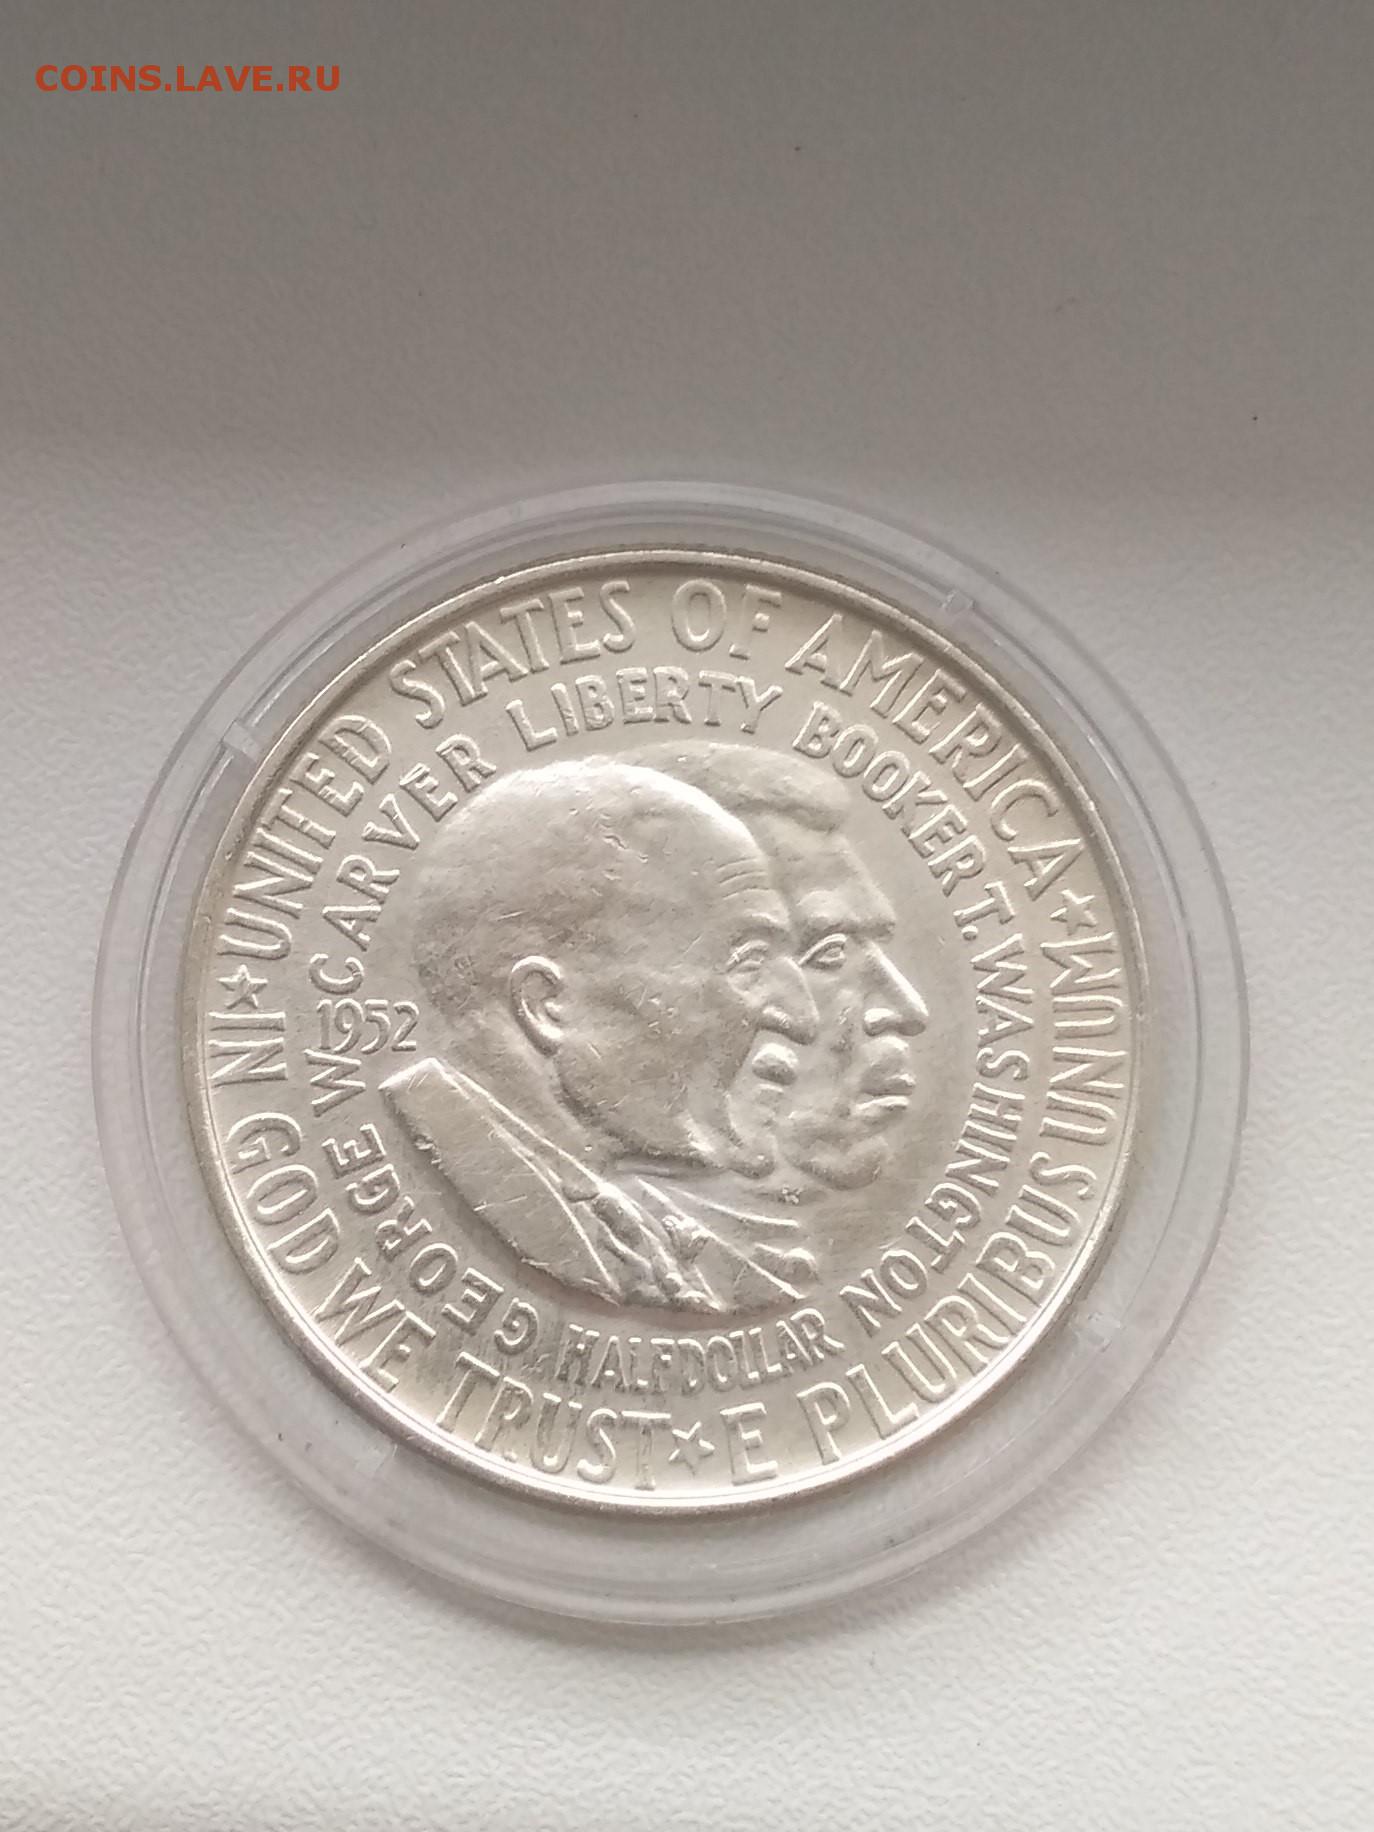 COINS.LAVE.RU
★ UNITED STATES OF AMERICA ★
E PLURIBUS UNUM
★ IN GOD WE TRUST ★
GEORGE W CARVER LIBERTY BOOKER T. WASHINGTON
1952
HALF DOLLAR